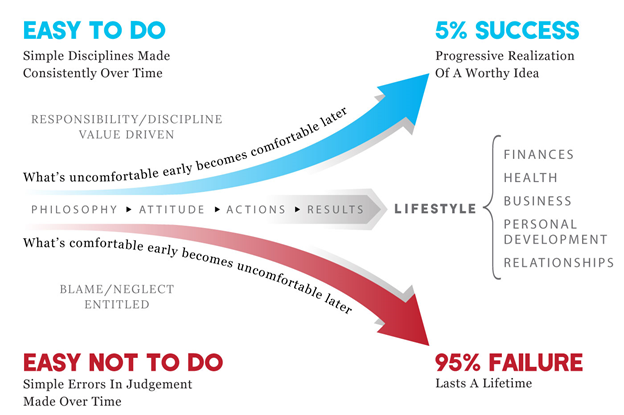 EASY TO DO
Simple Disciplines Made
Consistently Over Time
5% SUCCESS
Progressive Realization
Of A Worthy Idea
RESPONSIBILITY/DISCIPLINE
VALUE DRIVEN
What's uncomfortable early becomes comfortable later
PHILOSOPHY ▸ ATTITUDE ▸ ACTIONS ▸ RESULTS
LIFESTYLE
FINANCES
HEALTH
BUSINESS
PERSONAL
DEVELOPMENT
RELATIONSHIPS
What's comfortable early becomes uncomfortable later
BLAME/NEGLECT
ENTITLED
EASY NOT TO DO
Simple Errors In Judgement
Made Over Time
95% FAILURE
Lasts A Lifetime